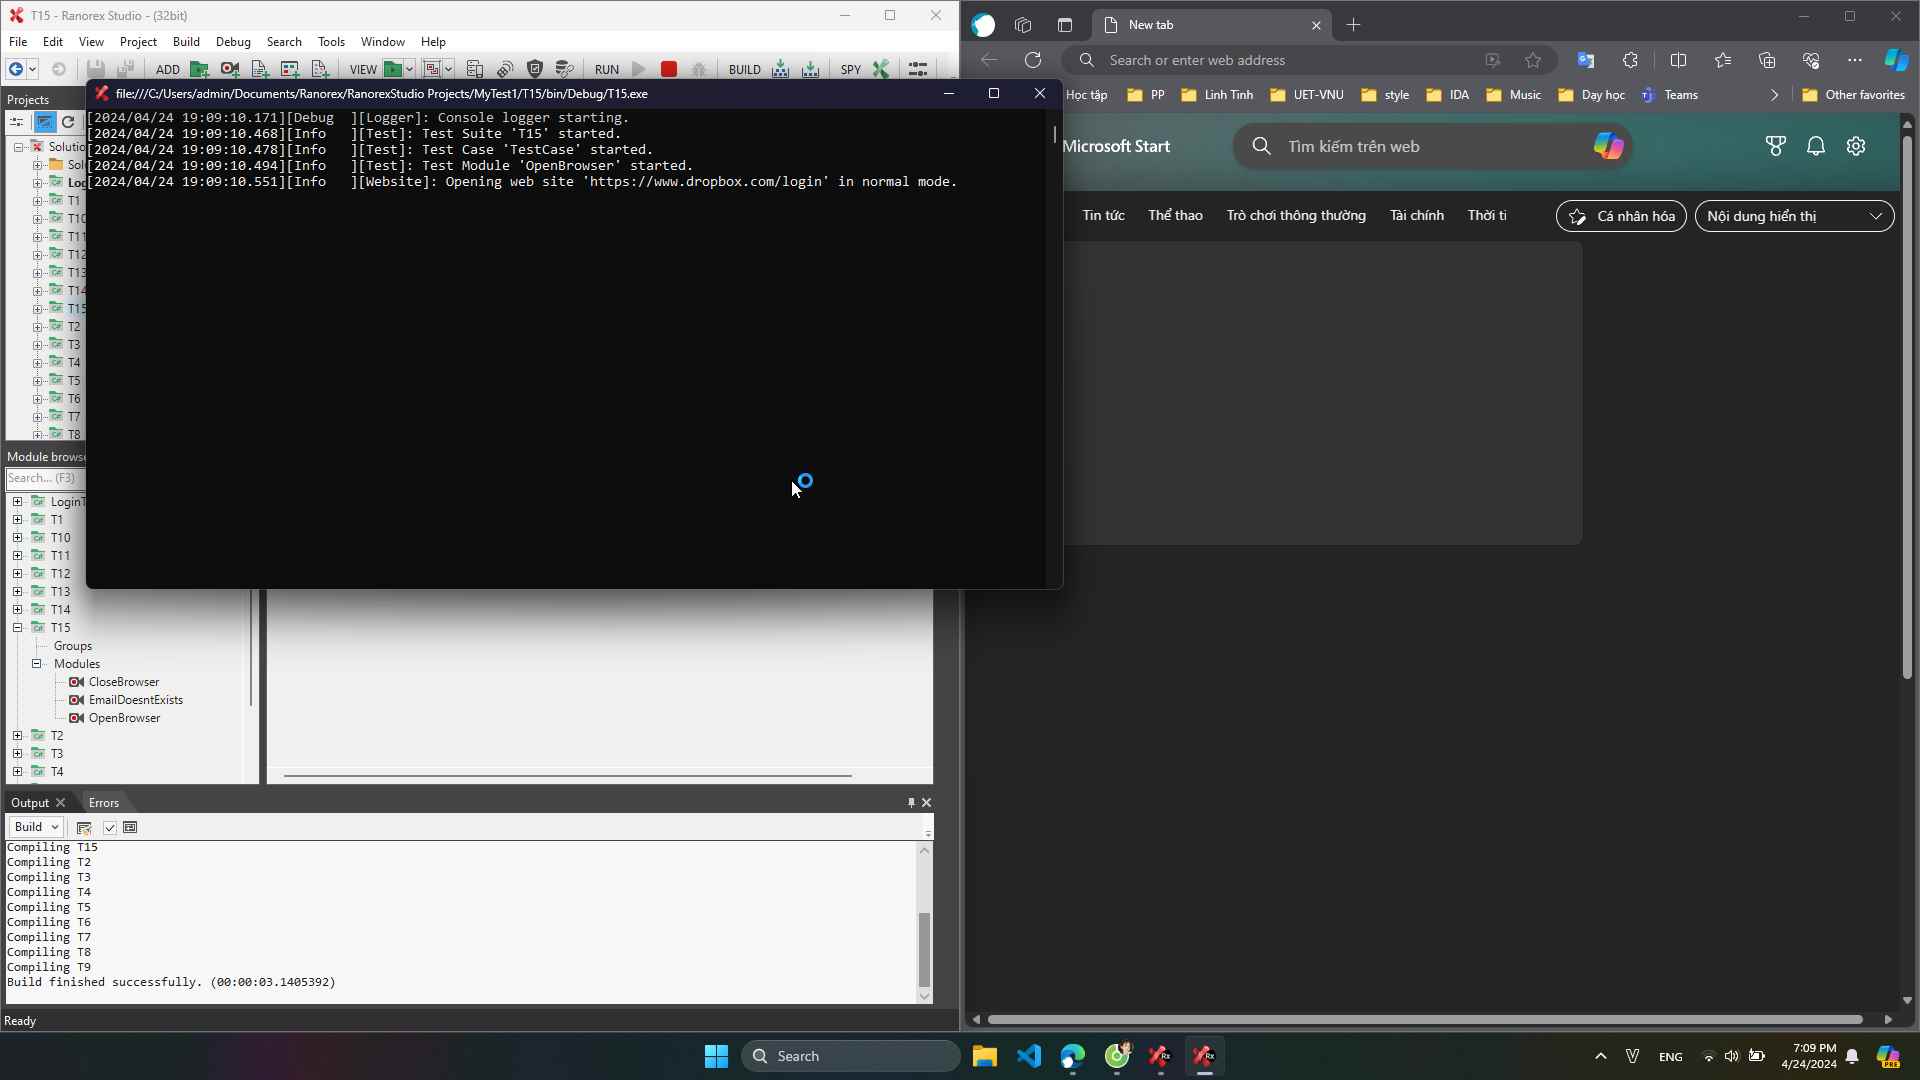 T15 - Ranorex Studio - (32bit)
File Edit View Project Build Debug Search Tools Window Help
ADD VIEW RUN BUILD SPY
Projects
file:///C:/Users/admin/Documents/Ranorex/RanorexStudio Projects/MyTest1/T15/bin/Debug/T15.exe
[2024/04/24 19:09:10.171][Debug  ][Logger]: Console logger starting.
[2024/04/24 19:09:10.468][Info   ][Test]: Test Suite 'T15' started.
[2024/04/24 19:09:10.478][Info   ][Test]: Test Case 'TestCase' started.
[2024/04/24 19:09:10.494][Info   ][Test]: Test Module 'OpenBrowser' started.
[2024/04/24 19:09:10.551][Info   ][Website]: Opening web site 'https://www.dropbox.com/login' in normal mode.
Solutio
Sol
Log
T1
T10
T11
T12
T13
T14
T15
T2
T3
T4
T5
T6
T7
T8
Module browse
Search... (F3)
LoginT
T1
T10
T11
T12
T13
T14
T15
Groups
Modules
CloseBrowser
EmailDoesntExists
OpenBrowser
T2
T3
T4
Output Errors
Build
Compiling T15
Compiling T2
Compiling T3
Compiling T4
Compiling T5
Compiling T6
Compiling T7
Compiling T8
Compiling T9
Build finished successfully. (00:00:03.1405392)
Ready
New tab
Search or enter web address
Học tập PP Linh Tinh UET-VNU style IDA Music Dạy học Teams Other favorites
Microsoft Start
Tìm kiếm trên web
Tin tức Thể thao Trò chơi thông thường Tài chính Thời ti
Cá nhân hóa
Nội dung hiển thị
Search
ENG
7:09 PM
4/24/2024
PRE